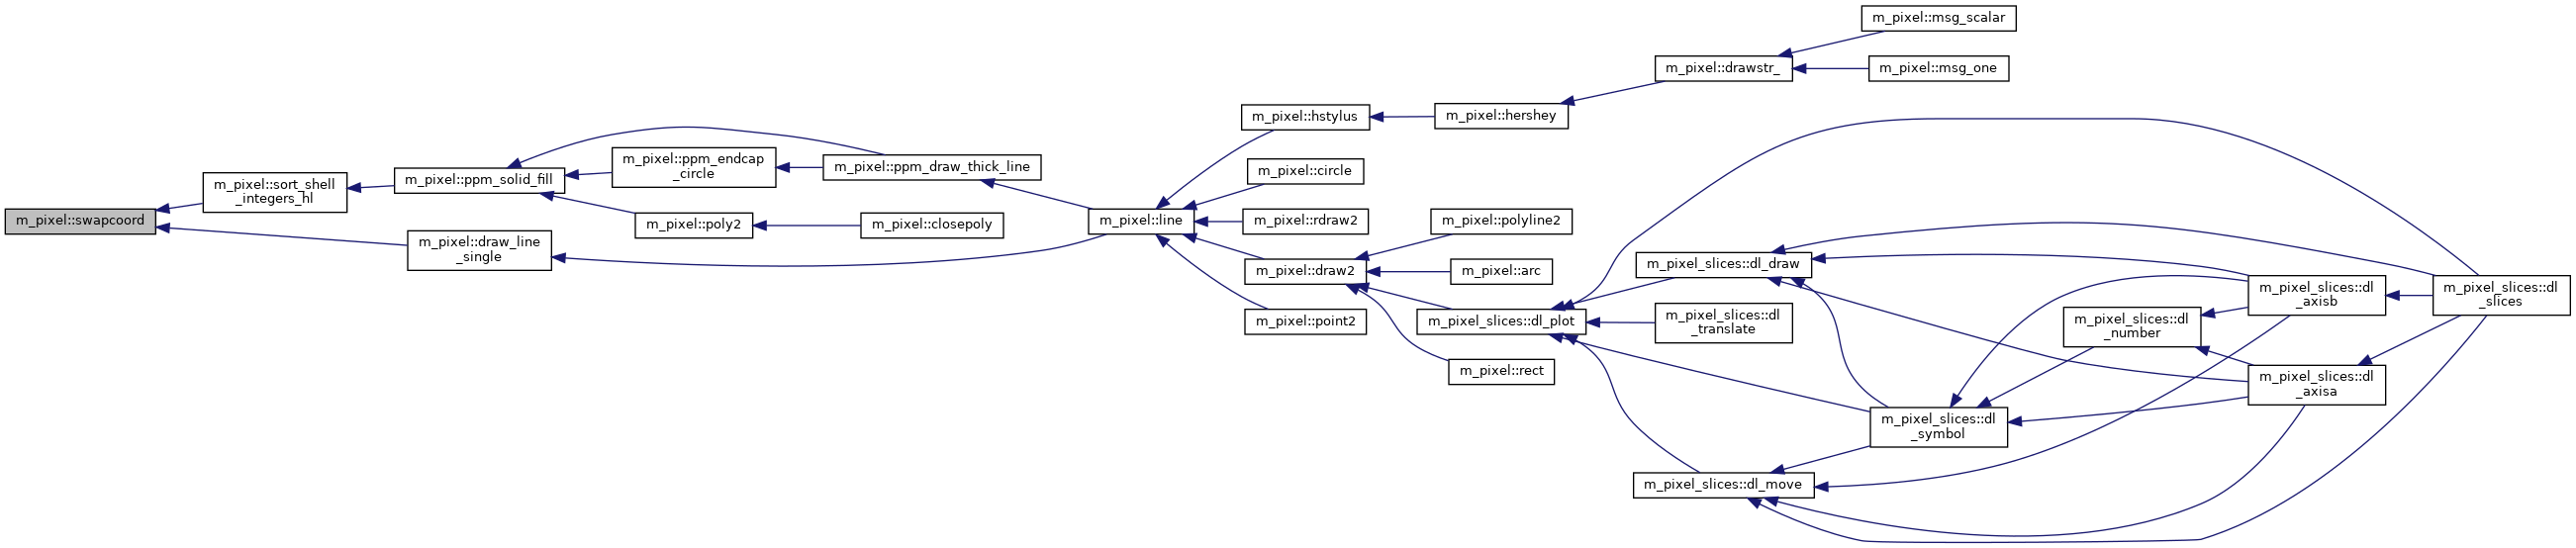 m_pixel::swapcoord
m_pixel::sort_shell
_integers_hl
m_pixel::draw_line
_single
m_pixel::ppm_solid_fill
m_pixel::ppm_endcap
_circle
m_pixel::poly2
m_pixel::ppm_draw_thick_line
m_pixel::closepoly
m_pixel::line
m_pixel::hstylus
m_pixel::circle
m_pixel::rdraw2
m_pixel::draw2
m_pixel::point2
m_pixel::hershey
m_pixel::polyline2
m_pixel::arc
m_pixel_slices::dl_plot
m_pixel::rect
m_pixel::drawstr_
m_pixel::msg_scalar
m_pixel::msg_one
m_pixel_slices::dl_draw
m_pixel_slices::dl
_translate
m_pixel_slices::dl_move
m_pixel_slices::dl
_symbol
m_pixel_slices::dl
_number
m_pixel_slices::dl
_axisb
m_pixel_slices::dl
_axisa
m_pixel_slices::dl
_slices